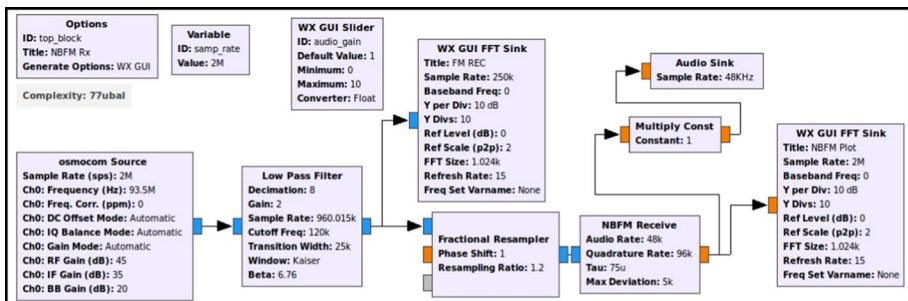 Options
ID: top_block
Title: NBFM Rx
Generate Options: WX GUI
Complexity: 77ubal
Variable
ID: samp_rate
Value: 2M
WX GUI Slider
ID: audio_gain
Default Value: 1
Minimum: 0
Maximum: 10
Converter: Float
WX GUI FFT Sink
Title: FM REC
Sample Rate: 250k
Baseband Freq: 0
Y per Div: 10 dB
Y Divs: 10
Ref Level (dB): 0
Ref Scale (p2p): 2
FFT Size: 1.024k
Refresh Rate: 15
Freq Set Varname: None
Audio Sink
Sample Rate: 48KHz
Multiply Const
Constant: 1
WX GUI FFT Sink
Title: NBFM Plot
Sample Rate: 2M
Baseband Freq: 0
Y per Div: 10 dB
Y Divs: 10
Ref Level (dB): 0
Ref Scale (p2p): 2
FFT Size: 1.024k
Refresh Rate: 15
Freq Set Varname: None
osmocom Source
Sample Rate (sps): 2M
Ch0: Frequency (Hz): 93.5M
Ch0: Freq. Corr. (ppm): 0
Ch0: DC Offset Mode: Automatic
Ch0: IQ Balance Mode: Automatic
Ch0: Gain Mode: Automatic
Ch0: RF Gain (dB): 45
Ch0: IF Gain (dB): 35
Ch0: BB Gain (dB): 20
Low Pass Filter
Decimation: 8
Gain: 2
Sample Rate: 960.015k
Cutoff Freq: 120k
Transition Width: 25k
Window: Kaiser
Beta: 6.76
Fractional Resampler
Phase Shift: 1
Resampling Ratio: 1.2
NBFM Receive
Audio Rate: 48k
Quadrature Rate: 96k
Tau: 75u
Max Deviation: 5k